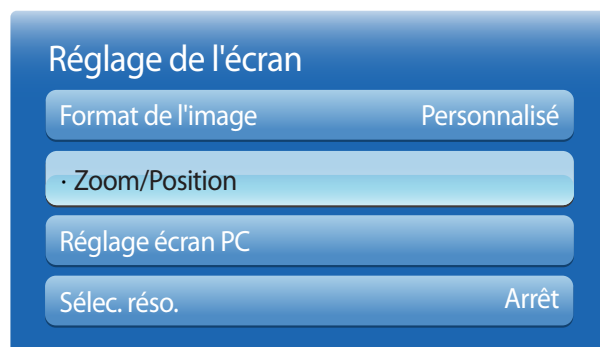 Réglage de l'écran
Format de l'image Personnalisé
· Zoom/Position
Réglage écran PC
Sélec. réso. Arrêt